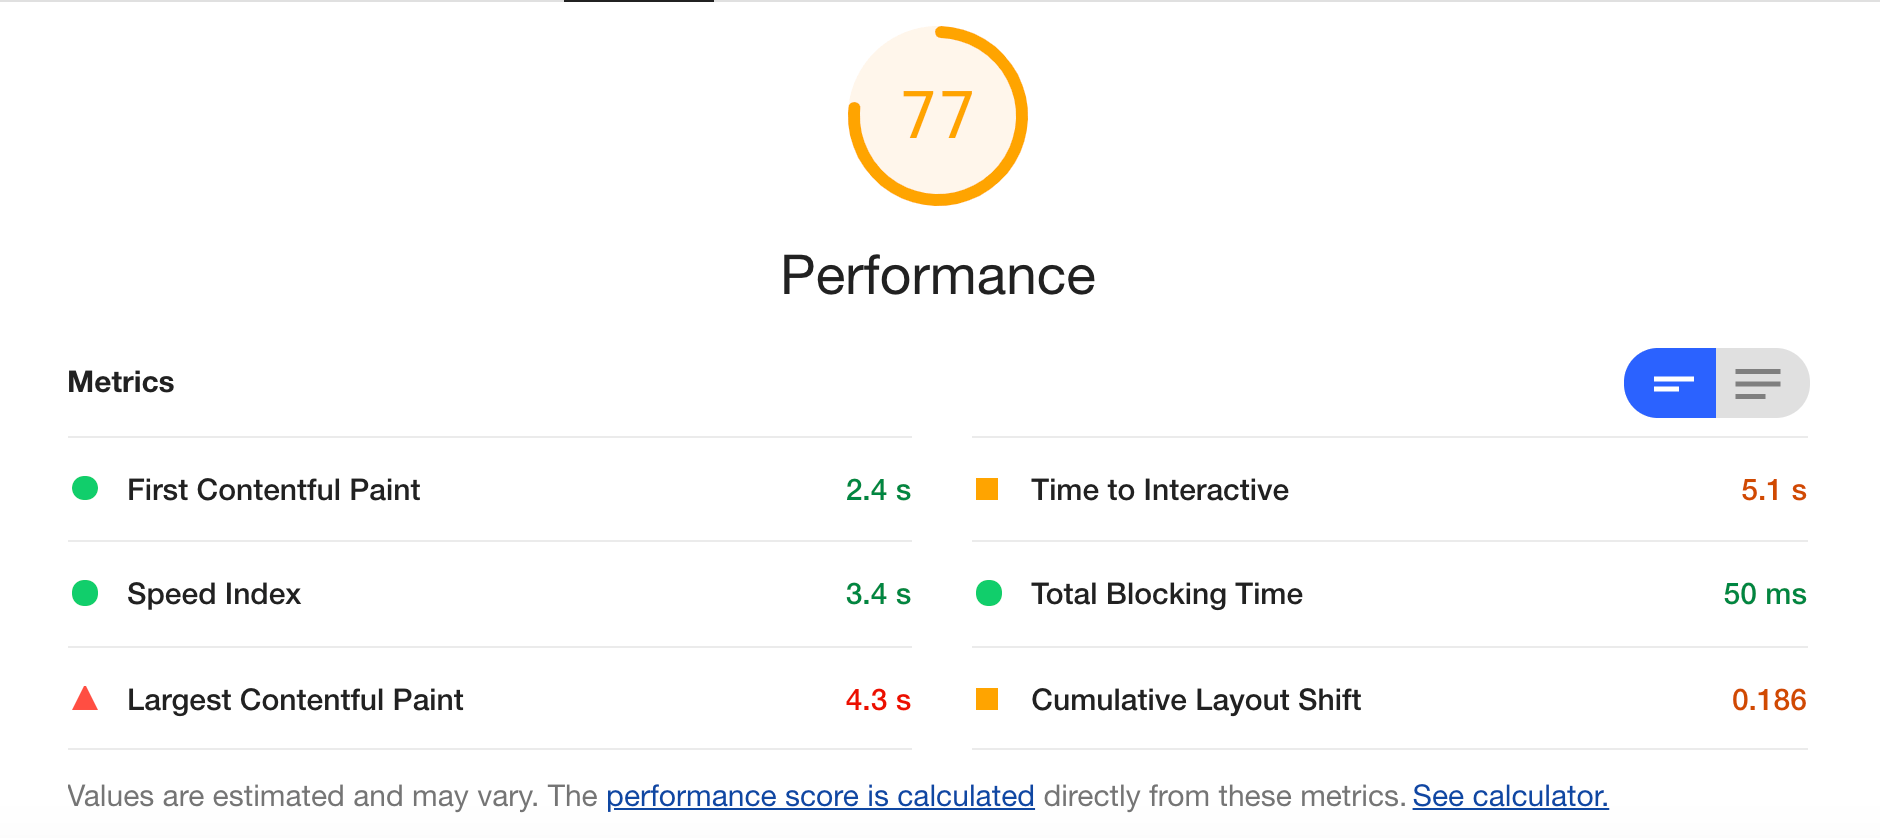 77
Performance
Metrics
First Contentful Paint 2.4 s
Time to Interactive 5.1 s
Speed Index 3.4 s
Total Blocking Time 50 ms
Largest Contentful Paint 4.3 s
Cumulative Layout Shift 0.186
Values are estimated and may vary. The performance score is calculated directly from these metrics. See calculator.